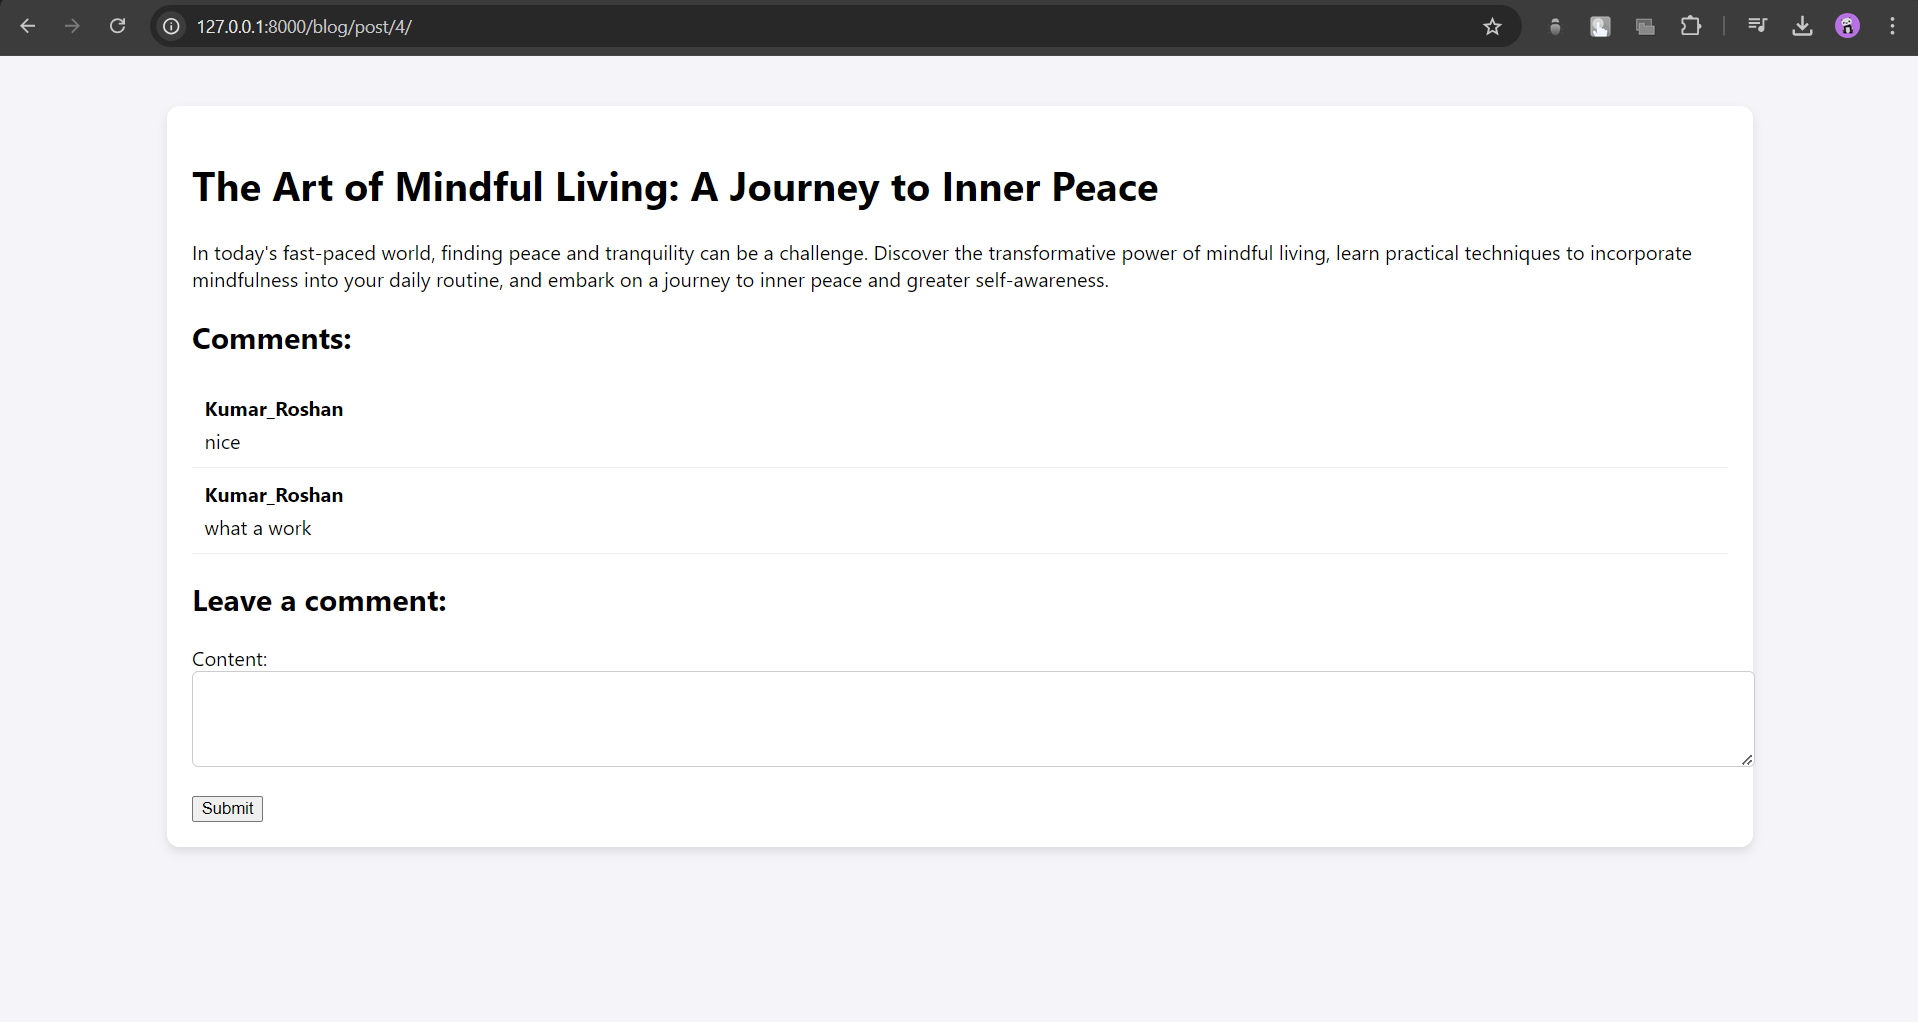 127.0.0.1:8000/blog/post/4/
The Art of Mindful Living: A Journey to Inner Peace
In today's fast-paced world, finding peace and tranquility can be a challenge. Discover the transformative power of mindful living, learn practical techniques to incorporate
mindfulness into your daily routine, and embark on a journey to inner peace and greater self-awareness.
Comments:
Kumar_Roshan
nice
Kumar_Roshan
what a work
Leave a comment:
Content:
Submit